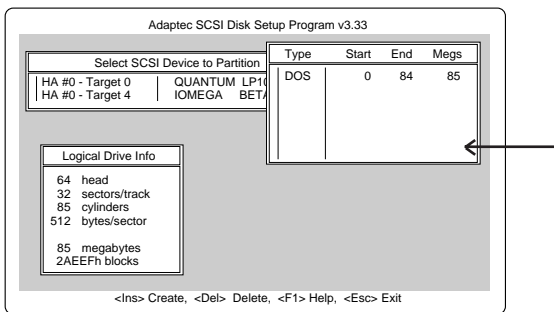 Adaptec SCSI Disk Setup Program v3.33
Select SCSI Device to Partition
HA #0 - Target 0 QUANTUM LP10
HA #0 - Target 4 IOMEGA BETA
Type Start End Megs
DOS 0 84 85
Logical Drive Info
64 head
32 sectors/track
85 cylinders
512 bytes/sector
85 megabytes
2AEEFh blocks
<Ins> Create, <Del> Delete, <F1> Help, <Esc> Exit